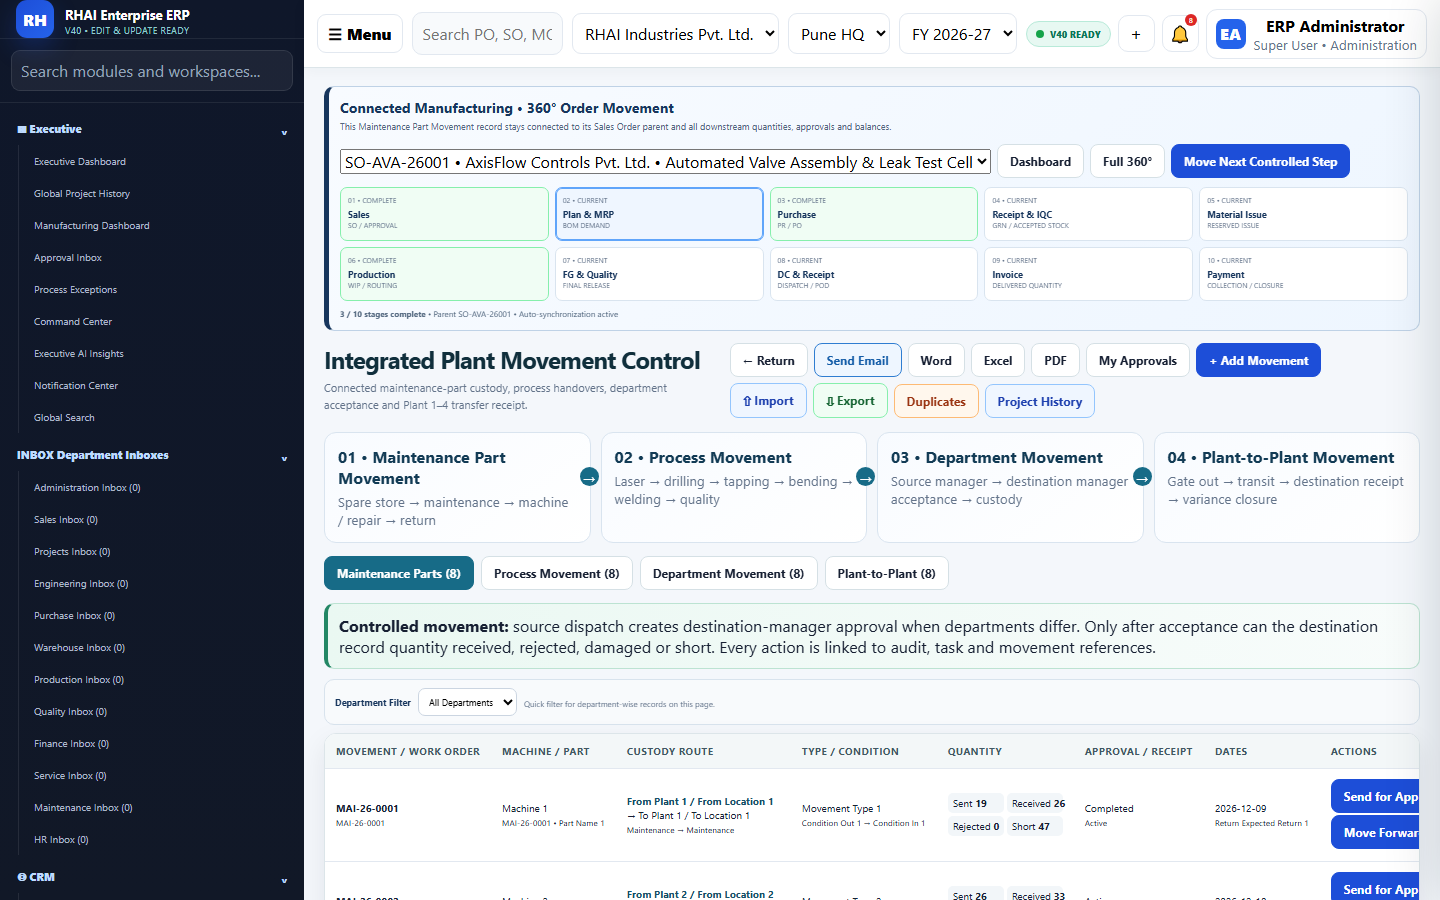 RH
RHAI Enterprise ERP
V40 • EDIT & UPDATE READY
Search modules and workspaces...
Executive
Executive Dashboard
Global Project History
Manufacturing Dashboard
Approval Inbox
Process Exceptions
Command Center
Executive AI Insights
Notification Center
Global Search
INBOX Department Inboxes
Administration Inbox (0)
Sales Inbox (0)
Projects Inbox (0)
Engineering Inbox (0)
Purchase Inbox (0)
Warehouse Inbox (0)
Production Inbox (0)
Quality Inbox (0)
Finance Inbox (0)
Service Inbox (0)
Maintenance Inbox (0)
HR Inbox (0)
CRM
☰ Menu
Search PO, SO, MC
RHAI Industries Pvt. Ltd.
Pune HQ
FY 2026-27
V40 READY
+
8
EA
ERP Administrator
Super User • Administration
Connected Manufacturing • 360° Order Movement
This Maintenance Part Movement record stays connected to its Sales Order parent and all downstream quantities, approvals and balances.
SO-AVA-26001 • AxisFlow Controls Pvt. Ltd. • Automated Valve Assembly & Leak Test Cell
Dashboard
Full 360°
Move Next Controlled Step
01 • COMPLETE
Sales
SO / APPROVAL
02 • CURRENT
Plan & MRP
BOM DEMAND
03 • COMPLETE
Purchase
PR / PO
04 • CURRENT
Receipt & IQC
GRN / ACCEPTED STOCK
05 • CURRENT
Material Issue
RESERVED ISSUE
06 • COMPLETE
Production
WIP / ROUTING
07 • CURRENT
FG & Quality
FINAL RELEASE
08 • CURRENT
DC & Receipt
DISPATCH / POD
09 • CURRENT
Invoice
DELIVERED QUANTITY
10 • CURRENT
Payment
COLLECTION / CLOSURE
3 / 10 stages complete • Parent SO-AVA-26001 • Auto-synchronization active
Integrated Plant Movement Control
Connected maintenance-part custody, process handovers, department
acceptance and Plant 1–4 transfer receipt.
← Return
Send Email
Word
Excel
PDF
My Approvals
+ Add Movement
⇧ Import
⇩ Export
Duplicates
Project History
01 • Maintenance Part
Movement
Spare store → maintenance → machine
/ repair → return
→
02 • Process Movement
Laser → drilling → tapping → bending →
welding → quality
→
03 • Department Movement
Source manager → destination manager
acceptance → custody
→
04 • Plant-to-Plant Movement
Gate out → transit → destination receipt
→ variance closure
Maintenance Parts (8)
Process Movement (8)
Department Movement (8)
Plant-to-Plant (8)
Controlled movement: source dispatch creates destination-manager approval when departments differ. Only after acceptance can the destination
record quantity received, rejected, damaged or short. Every action is linked to audit, task and movement references.
Department Filter
All Departments
Quick filter for department-wise records on this page.
MOVEMENT / WORK ORDER
MACHINE / PART
CUSTODY ROUTE
TYPE / CONDITION
QUANTITY
APPROVAL / RECEIPT
DATES
ACTIONS
MAI-26-0001
MAI-26-0001
Machine 1
MAI-26-0001 • Part Name 1
From Plant 1 / From Location 1
→ To Plant 1 / To Location 1
Maintenance → Maintenance
Movement Type 1
Condition Out 1 → Condition In 1
Sent 19
Received 26
Rejected 0
Short 47
Completed
Active
2026-12-09
Return Expected Return 1
Send for App
Move Forwar
From Plant 2 / From Location 2
Sent 26
Received 33
Send for App